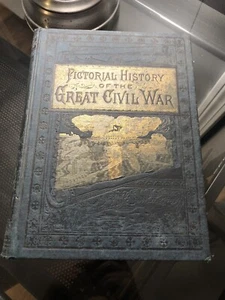 PICTORIAL HISTORY
OF THE
GREAT CIVIL WAR